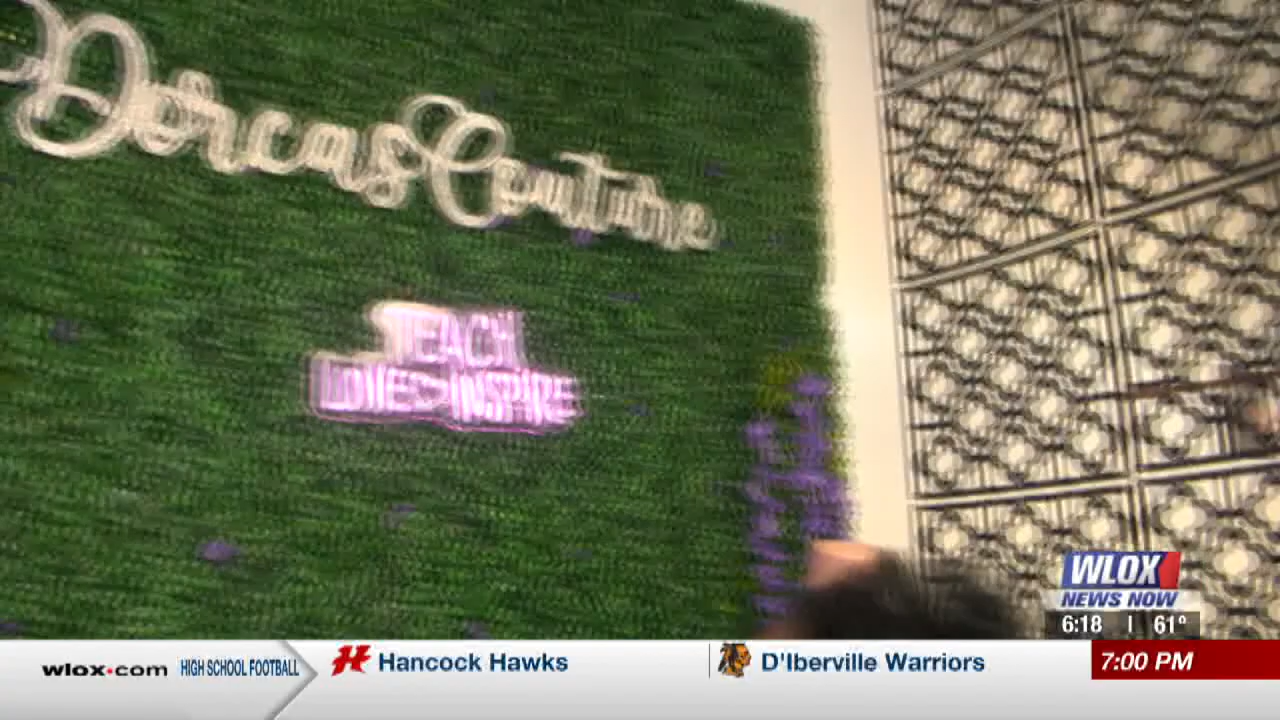 Dorcas Couture
TEACH
LOVE INSPIRE
WLOX
NEWS NOW
6:18 | 61°
wlox.com HIGH SCHOOL FOOTBALL H Hancock Hawks D'Iberville Warriors 7:00 PM